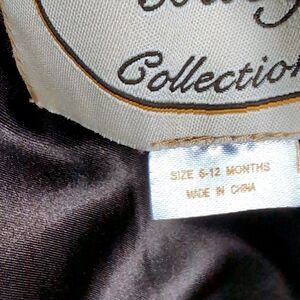 Collection
SIZE 6-12 MONTHS
MADE IN CHINA